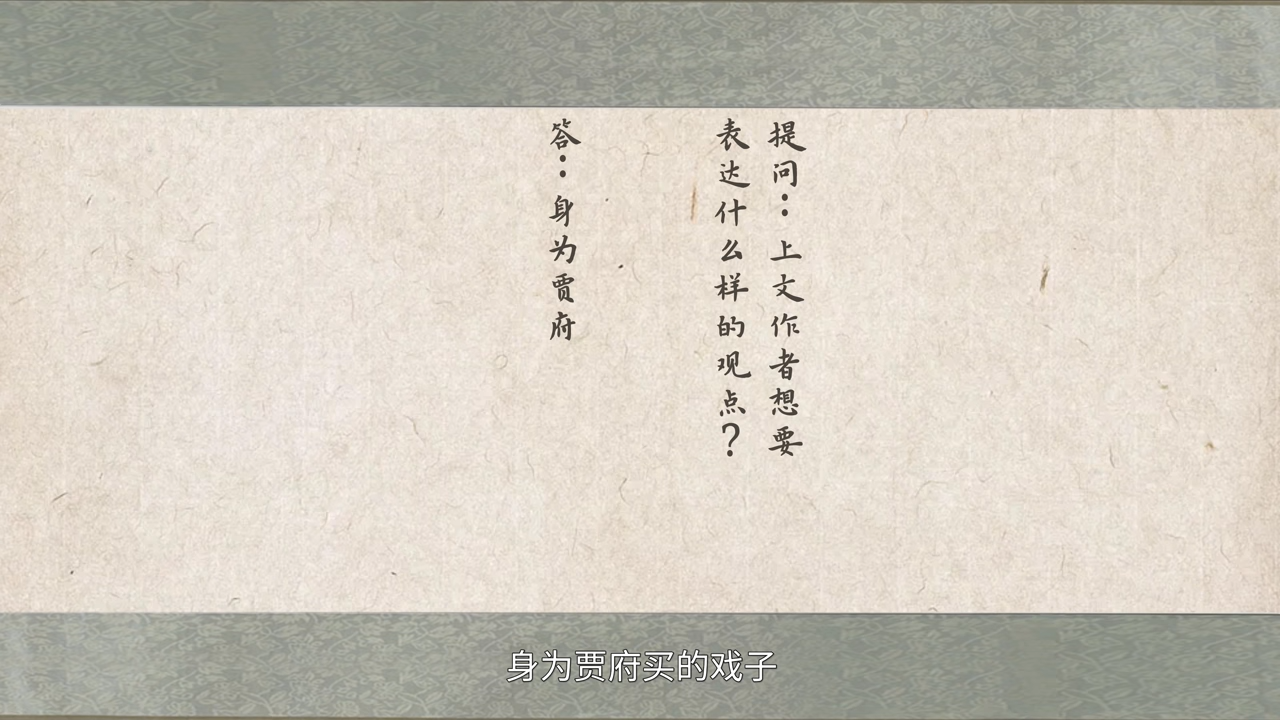 提问：上文作者想要
表达什么样的观点？
答：身为贾府
身为贾府买的戏子